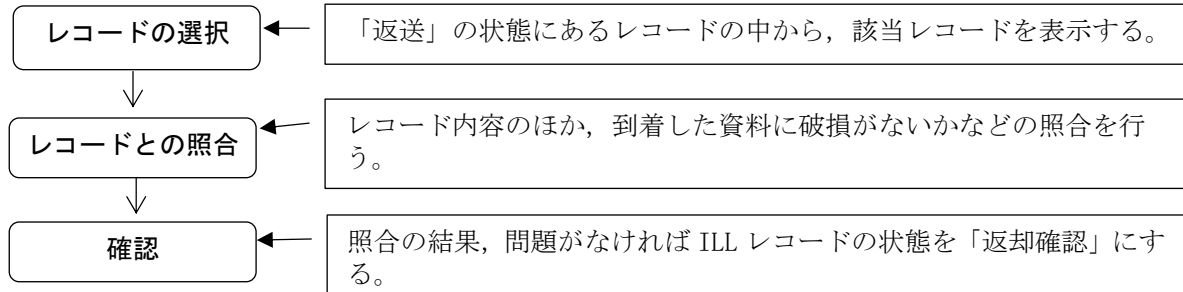 レコードの選択
「返送」の状態にあるレコードの中から，該当レコードを表示する。
レコードとの照合
レコード内容のほか，到着した資料に破損がないかなどの照合を行
う。
確認
照合の結果，問題がなければ ILL レコードの状態を「返却確認」にす
る。